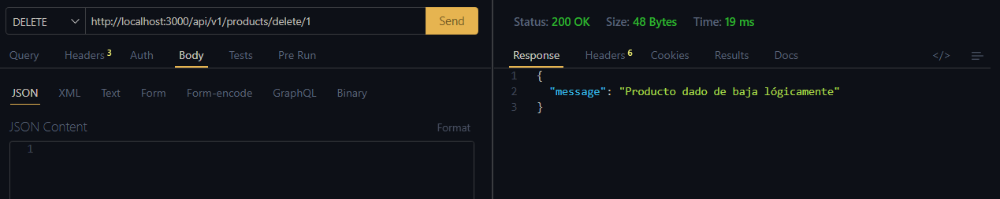 DELETE http://localhost:3000/api/v1/products/delete/1 Send
Query Headers 3 Auth Body Tests Pre Run
JSON XML Text Form Form-encode GraphQL Binary
JSON Content Format
1
Status: 200 OK Size: 48 Bytes Time: 19 ms
Response Headers 6 Cookies Results Docs </>
1 {
2 "message": "Producto dado de baja lógicamente"
3 }